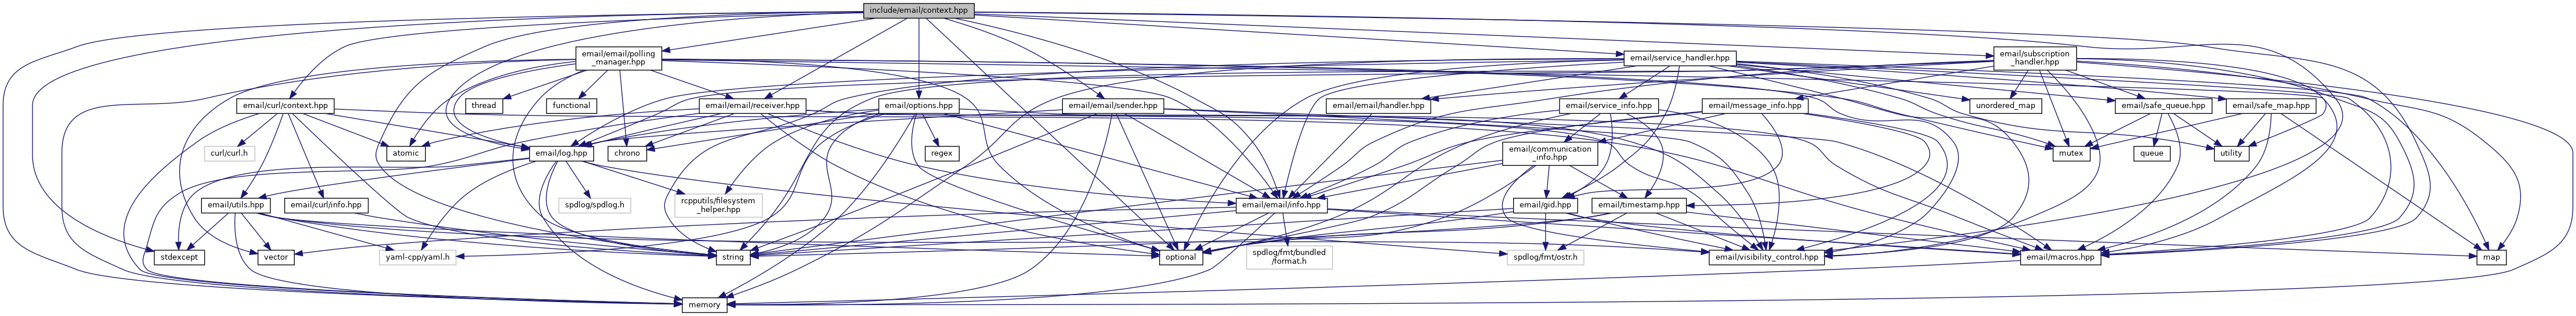 include/email/context.hpp
email/email/polling
_manager.hpp
email/service_handler.hpp
email/subscription
_handler.hpp
email/curl/context.hpp
thread
functional
email/email/receiver.hpp
email/options.hpp
email/email/sender.hpp
email/email/handler.hpp
email/service_info.hpp
email/message_info.hpp
unordered_map
email/safe_queue.hpp
email/safe_map.hpp
curl/curl.h
atomic
email/log.hpp
chrono
regex
email/communication
_info.hpp
mutex
queue
utility
email/utils.hpp
email/curl/info.hpp
spdlog/spdlog.h
rcpputils/filesystem
_helper.hpp
email/email/info.hpp
email/gid.hpp
email/timestamp.hpp
stdexcept
vector
yaml-cpp/yaml.h
string
optional
spdlog/fmt/bundled
/format.h
spdlog/fmt/ostr.h
email/visibility_control.hpp
email/macros.hpp
map
memory